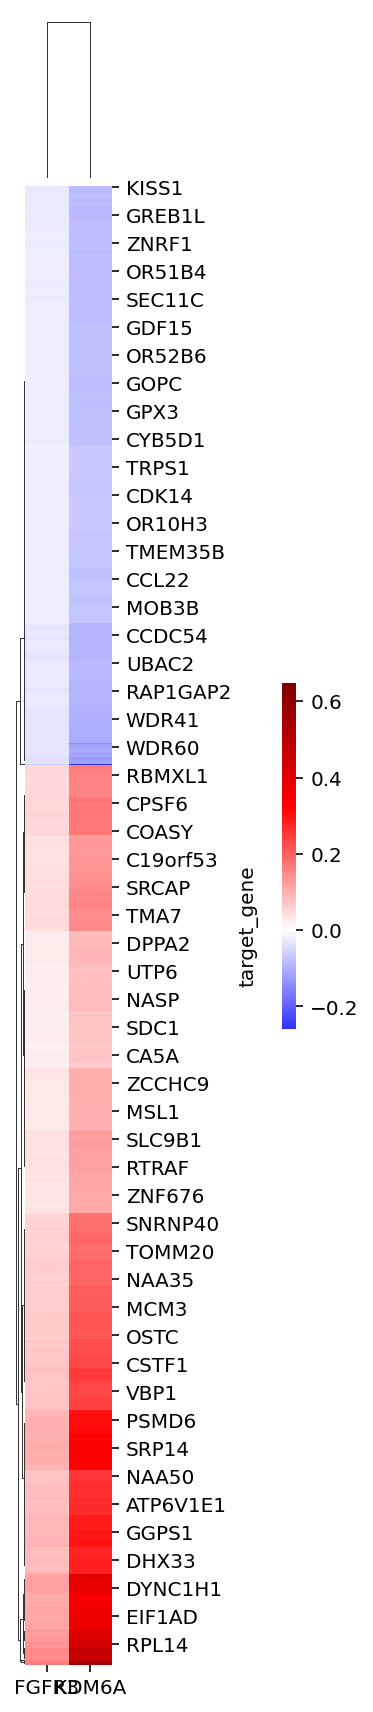 KISS1
GREB1L
ZNRF1
OR51B4
SEC11C
GDF15
OR52B6
GOPC
GPX3
CYB5D1
TRPS1
CDK14
OR10H3
TMEM35B
CCL22
MOB3B
CCDC54
UBAC2
RAP1GAP2
WDR41
WDR60
RBMXL1
CPSF6
COASY
C19orf53
SRCAP
TMA7
DPPA2
UTP6
NASP
SDC1
CA5A
ZCCHC9
MSL1
SLC9B1
RTRAF
ZNF676
SNRNP40
TOMM20
NAA35
MCM3
OSTC
CSTF1
VBP1
PSMD6
SRP14
NAA50
ATP6V1E1
GGPS1
DHX33
DYNC1H1
EIF1AD
RPL14
FGFR3 KDM6A
target_gene
0.6
0.4
0.2
0.0
−0.2